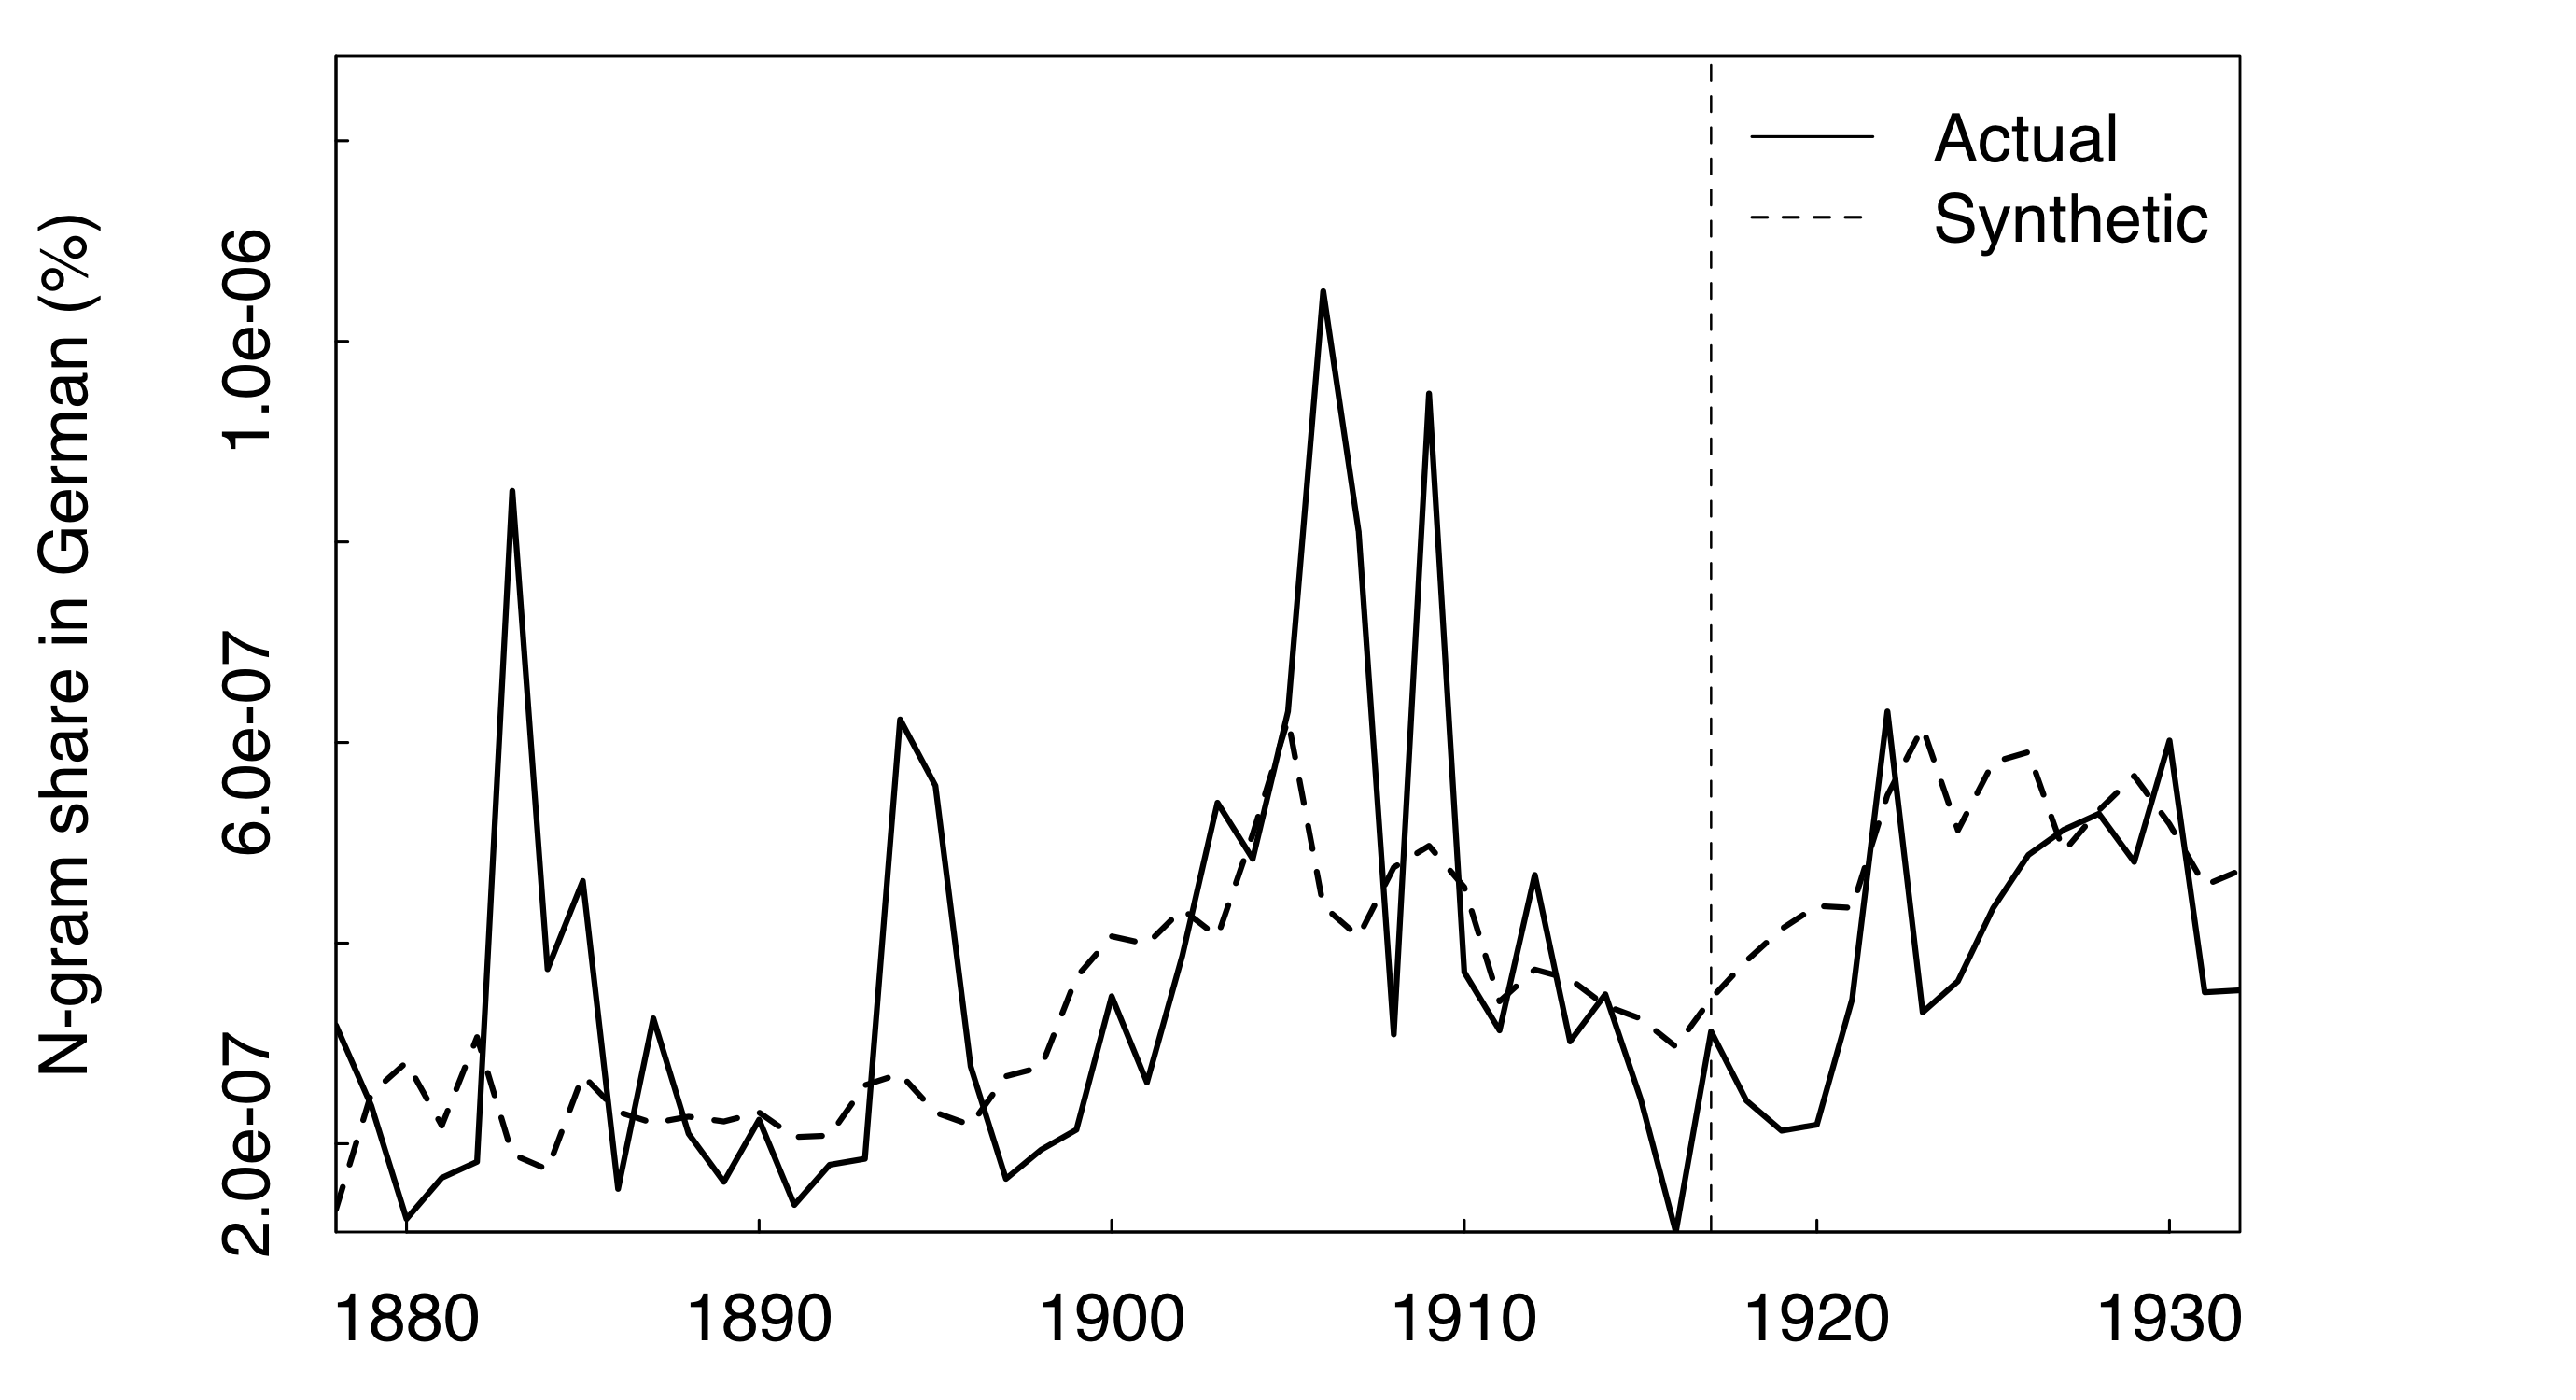 N-gram share in German (%)
1.0e-06
6.0e-07
2.0e-07
Actual
Synthetic
1880 1890 1900 1910 1920 1930